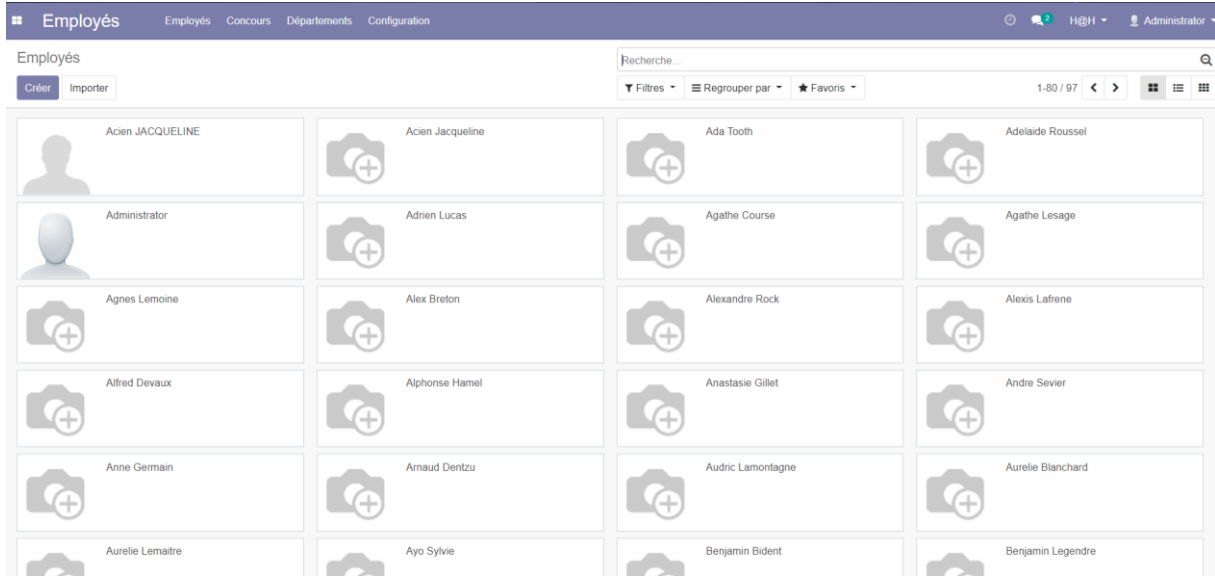 Employés Employés Concours Départements Configuration 2 H@H Administrator
Employés Recherche...
Créer Importer Filtres Regrouper par Favoris 1-80 / 97
Acien JACQUELINE Acien Jacqueline Ada Tooth Adelaide Roussel
Administrator Adrien Lucas Agathe Course Agathe Lesage
Agnes Lemoine Alex Breton Alexandre Rock Alexis Lafrene
Alfred Devaux Alphonse Hamel Anastasie Gillet Andre Sevier
Anne Germain Arnaud Dentzu Audric Lamontagne Aurelie Blanchard
Aurelie Lemaitre Ayo Sylvie Benjamin Bident Benjamin Legendre